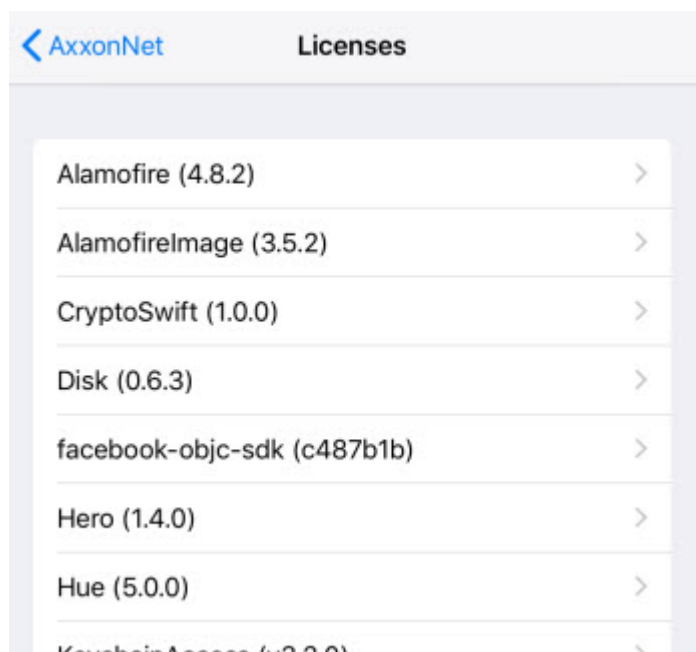 AxxonNet
Licenses
Alamofire (4.8.2)
AlamofireImage (3.5.2)
CryptoSwift (1.0.0)
Disk (0.6.3)
facebook-objc-sdk (c487b1b)
Hero (1.4.0)
Hue (5.0.0)